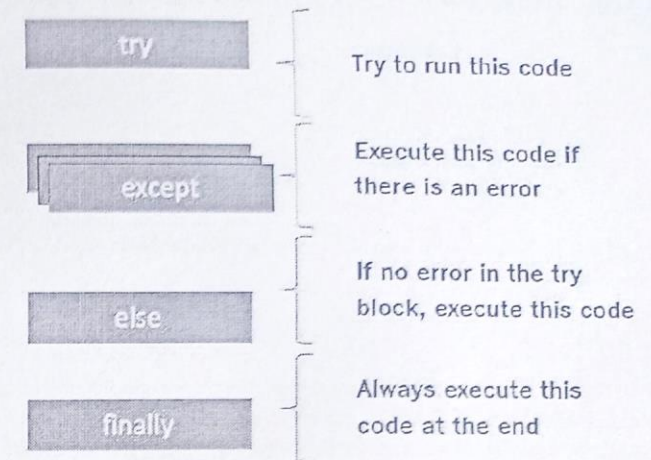 try
Try to run this code
except
Execute this code if
there is an error
else
If no error in the try
block, execute this code
finally
Always execute this
code at the end